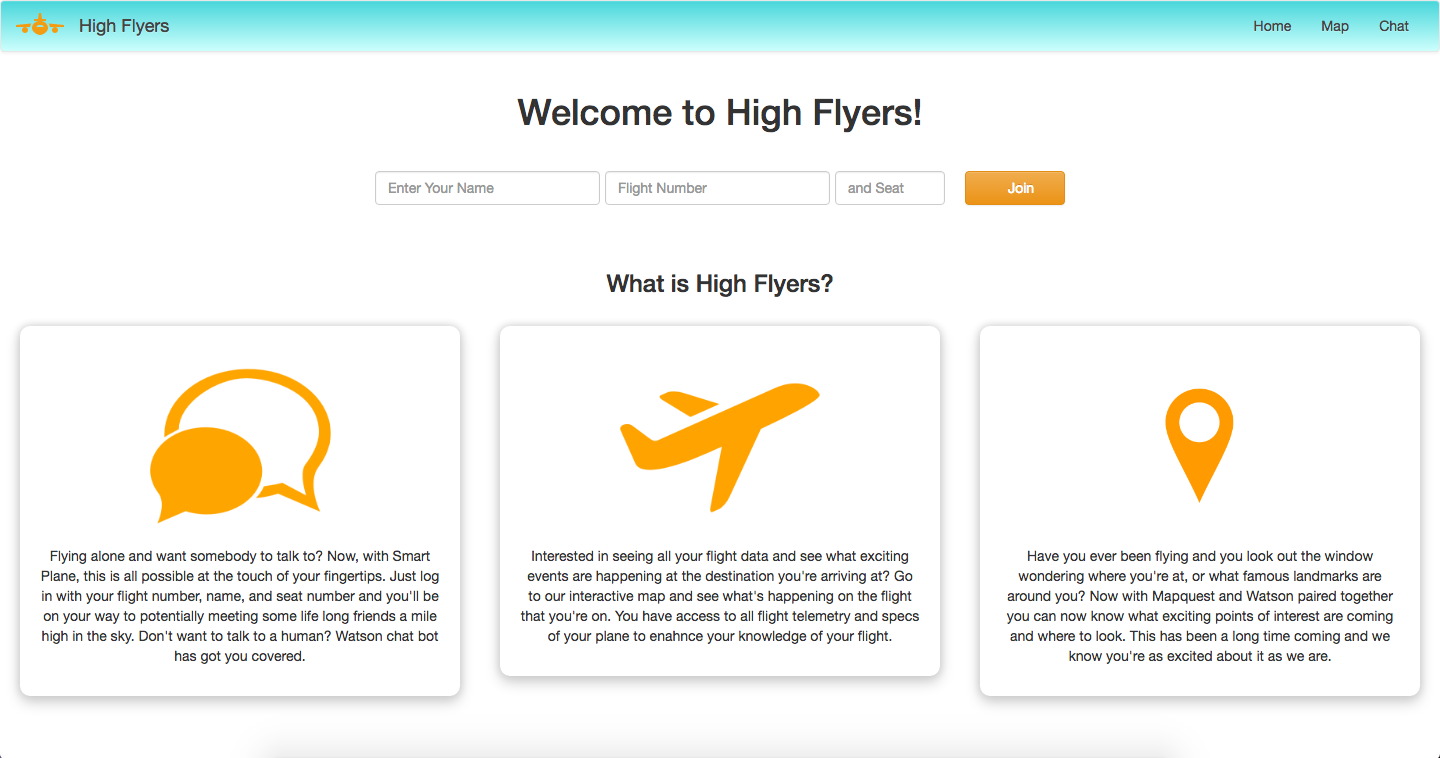 High Flyers
Home
Map
Chat
Welcome to High Flyers!
Enter Your Name
Flight Number
and Seat
Join
What is High Flyers?
Flying alone and want somebody to talk to? Now, with Smart
Plane, this is all possible at the touch of your fingertips. Just log
in with your flight number, name, and seat number and you'll be
on your way to potentially meeting some life long friends a mile
high in the sky. Don't want to talk to a human? Watson chat bot
has got you covered.
Interested in seeing all your flight data and see what exciting
events are happening at the destination you're arriving at? Go
to our interactive map and see what's happening on the flight
that you're on. You have access to all flight telemetry and specs
of your plane to enahnce your knowledge of your flight.
Have you ever been flying and you look out the window
wondering where you're at, or what famous landmarks are
around you? Now with Mapquest and Watson paired together
you can now know what exciting points of interest are coming
and where to look. This has been a long time coming and we
know you're as excited about it as we are.